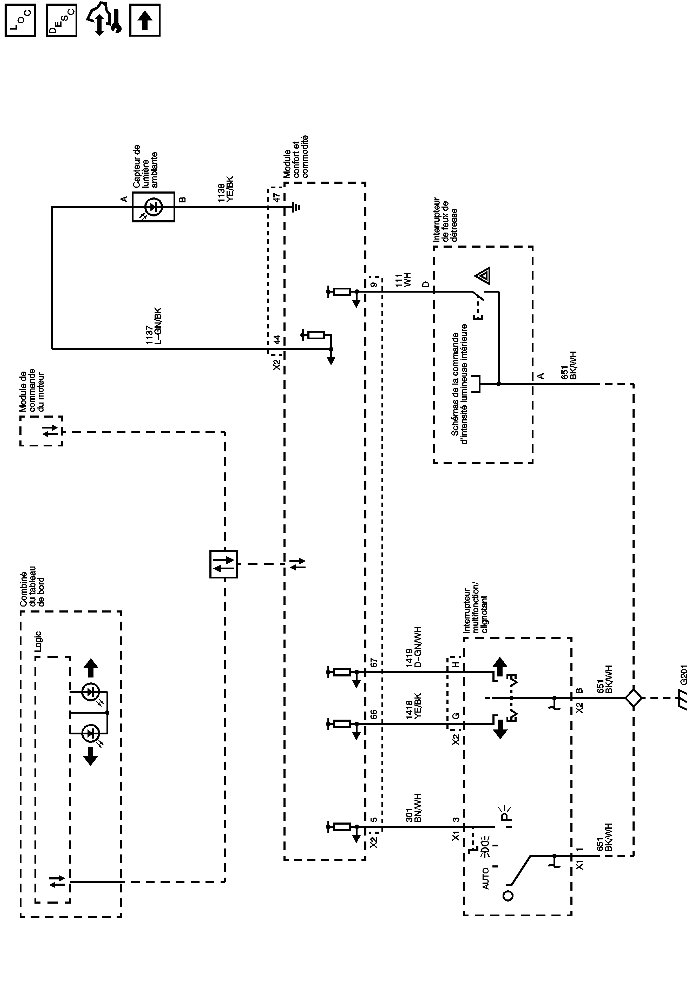 LOC
DESC
Capteur de
lumière
ambiante
A
B
1138
YE/BK
47
Module
confort et
commodité
1137
L-GN/BK
44
X2
Module de
commande
du moteur
9
111
WH
D
Interrupteur
de feux de
détresse
Schémas de la commande
d'intensité lumineuse intérieure
A
651
BK/WH
Combiné
du tableau
de bord
Logic
67
1419
D-GN/WH
H
66
1418
YE/BK
G
X2
Interrupteur
multifonction/
clignotant
B
X2
651
BK/WH
G201
5
X2
301
BN/WH
3
X1
P
AUTO
1
X1
651
BK/WH